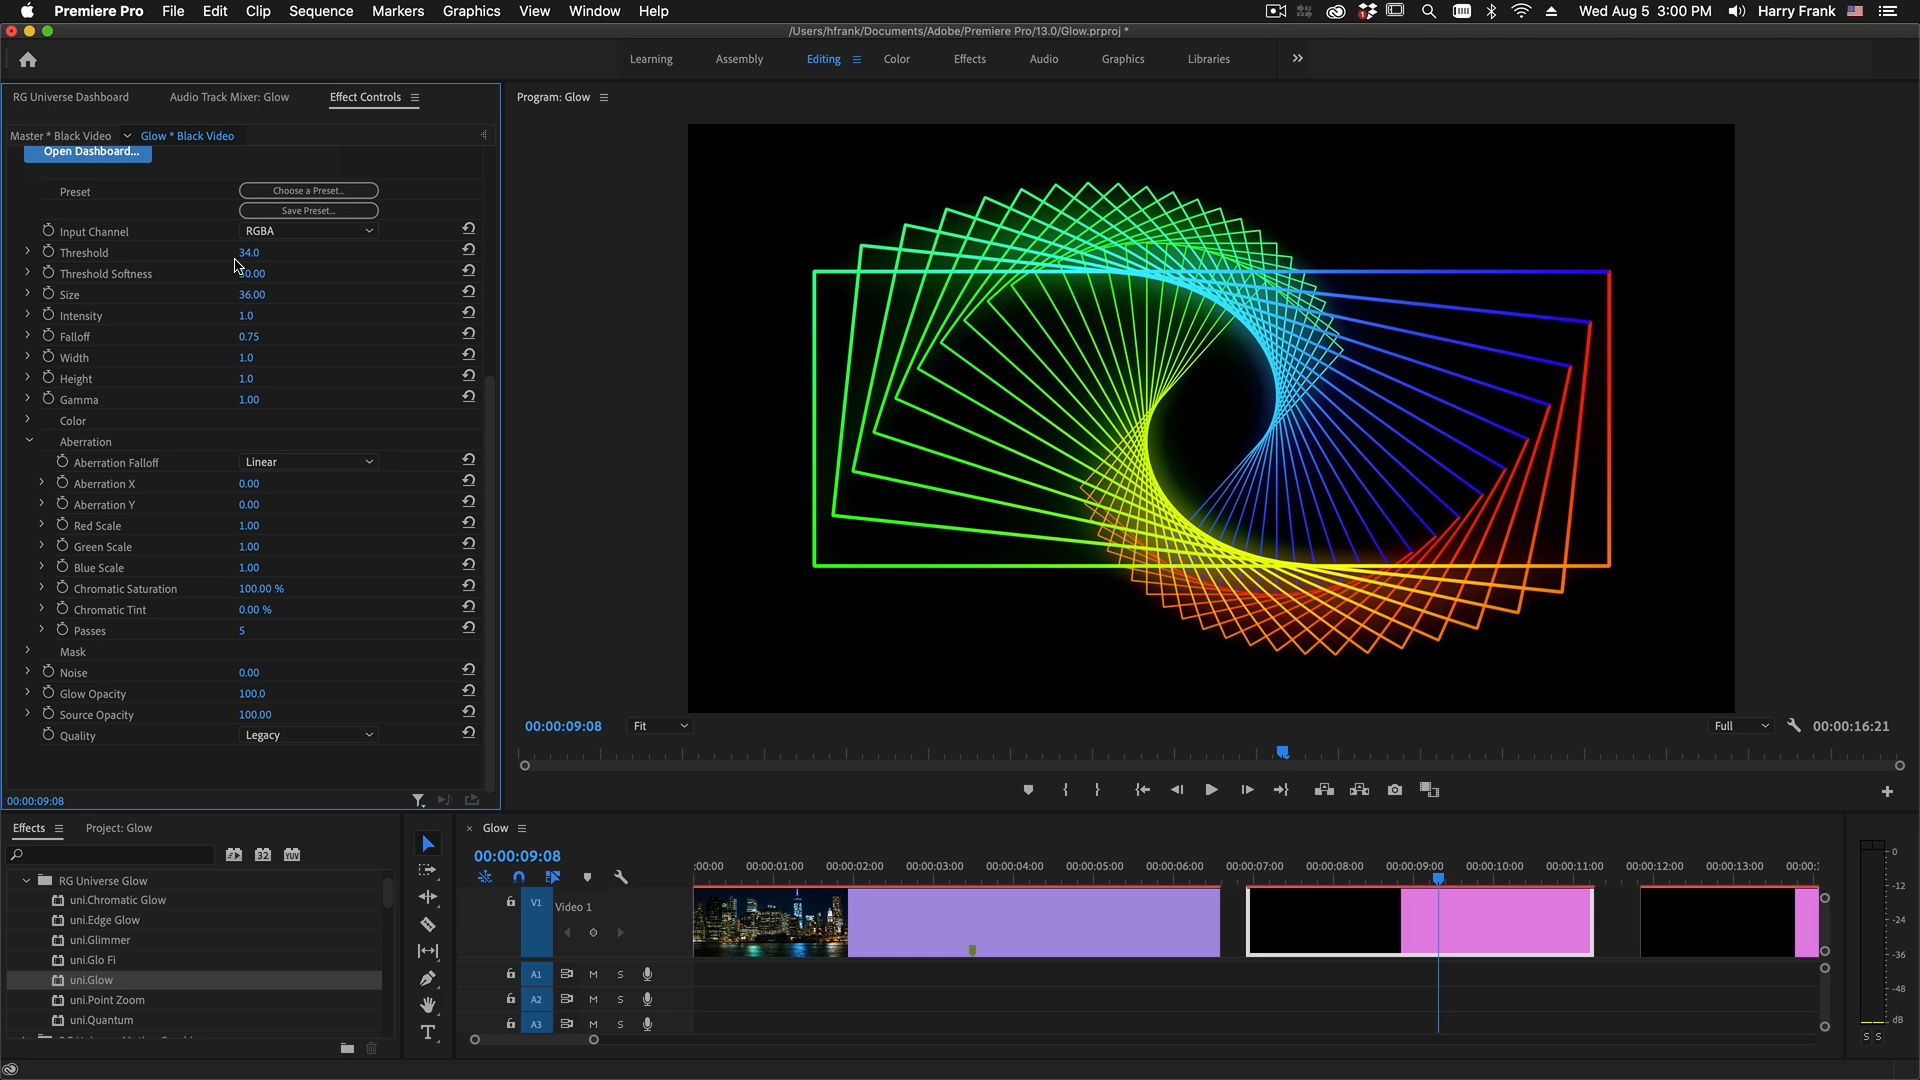 Premiere Pro File Edit Clip Sequence Markers Graphics View Window Help Wed Aug 5 3:00 PM Harry Frank
/Users/hfrank/Documents/Adobe/Premiere Pro/13.0/Glow.prproj *
Learning Assembly Editing Color Effects Audio Graphics Libraries
RG Universe Dashboard Audio Track Mixer: Glow Effect Controls
Program: Glow
Master * Black Video Glow * Black Video
Open Dashboard...
Preset Choose a Preset...
Save Preset...
Input Channel RGBA
Threshold 34.0
Threshold Softness
Size 36.00
Intensity 1.0
Falloff 0.75
Width 1.0
Height 1.0
Gamma 1.00
Color
Aberration
Aberration Falloff Linear
Aberration X 0.00
Aberration Y 0.00
Red Scale 1.00
Green Scale 1.00
Blue Scale 1.00
Chromatic Saturation 100.00 %
Chromatic Tint 0.00 %
Passes 5
Mask
Noise 0.00
Glow Opacity 100.0
Source Opacity 100.00
Quality Legacy
00:00:09:08
00:00:09:08 Fit Full 00:00:16:21
Effects Project: Glow
32 YUV
RG Universe Glow
uni.Chromatic Glow
uni.Edge Glow
uni.Glimmer
uni.Glo Fi
uni.Glow
uni.Point Zoom
uni.Quantum
Glow
00:00:09:08
:00:00 00:00:01:00 00:00:02:00 00:00:03:00 00:00:04:00 00:00:05:00 00:00:06:00 00:00:07:00 00:00:08:00 00:00:09:00 00:00:10:00 00:00:11:00 00:00:12:00 00:00:13:00 00:00:
V1 Video 1
A1 M S
A2 M S
A3 M S
0
-12
-24
-36
-48
dB
S S